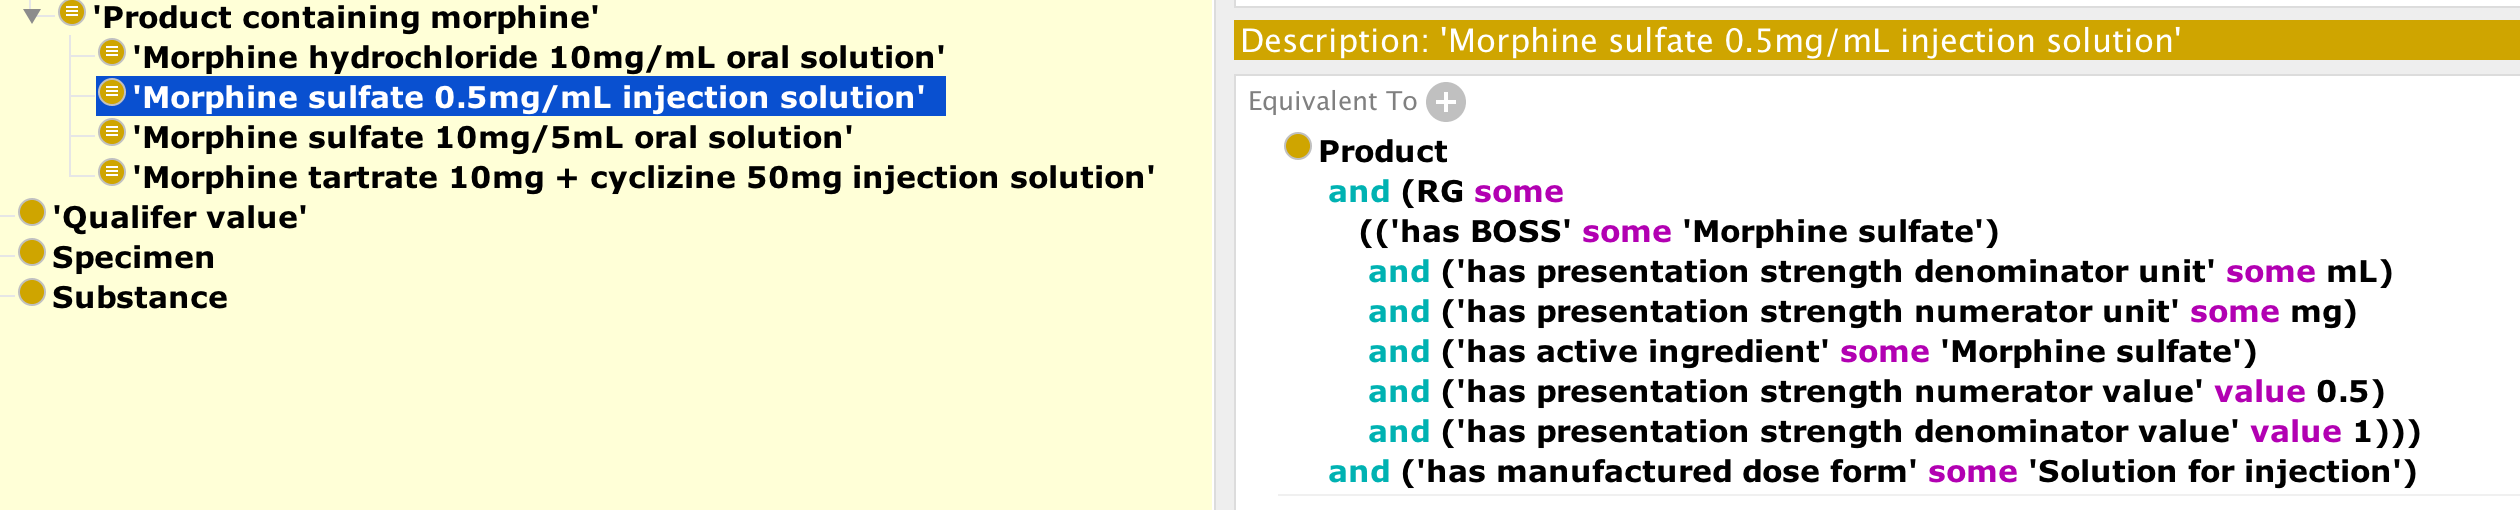 'Product containing morphine'
'Morphine hydrochloride 10mg/mL oral solution'
'Morphine sulfate 0.5mg/mL injection solution'
'Morphine sulfate 10mg/5mL oral solution'
'Morphine tartrate 10mg + cyclizine 50mg injection solution'
'Qualifer value'
Specimen
Substance
Description: 'Morphine sulfate 0.5mg/mL injection solution'
Equivalent To
Product
and (RG some
(('has BOSS' some 'Morphine sulfate')
and ('has presentation strength denominator unit' some mL)
and ('has presentation strength numerator unit' some mg)
and ('has active ingredient' some 'Morphine sulfate')
and ('has presentation strength numerator value' value 0.5)
and ('has presentation strength denominator value' value 1)))
and ('has manufactured dose form' some 'Solution for injection')